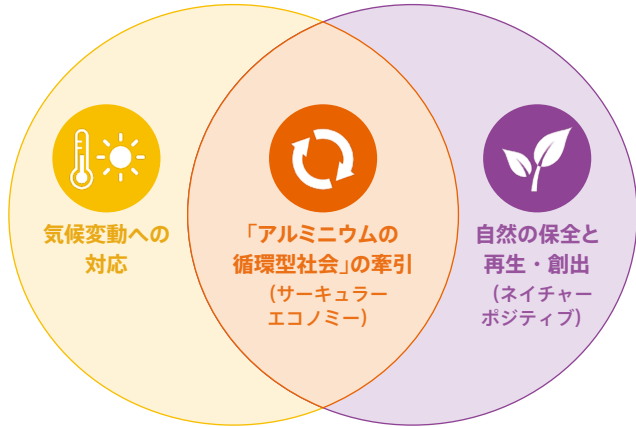 気候変動への
対応
「アルミニウムの
循環型社会」の牽引
(サーキュラー
エコノミー)
自然の保全と
再生・創出
(ネイチャー
ポジティブ)